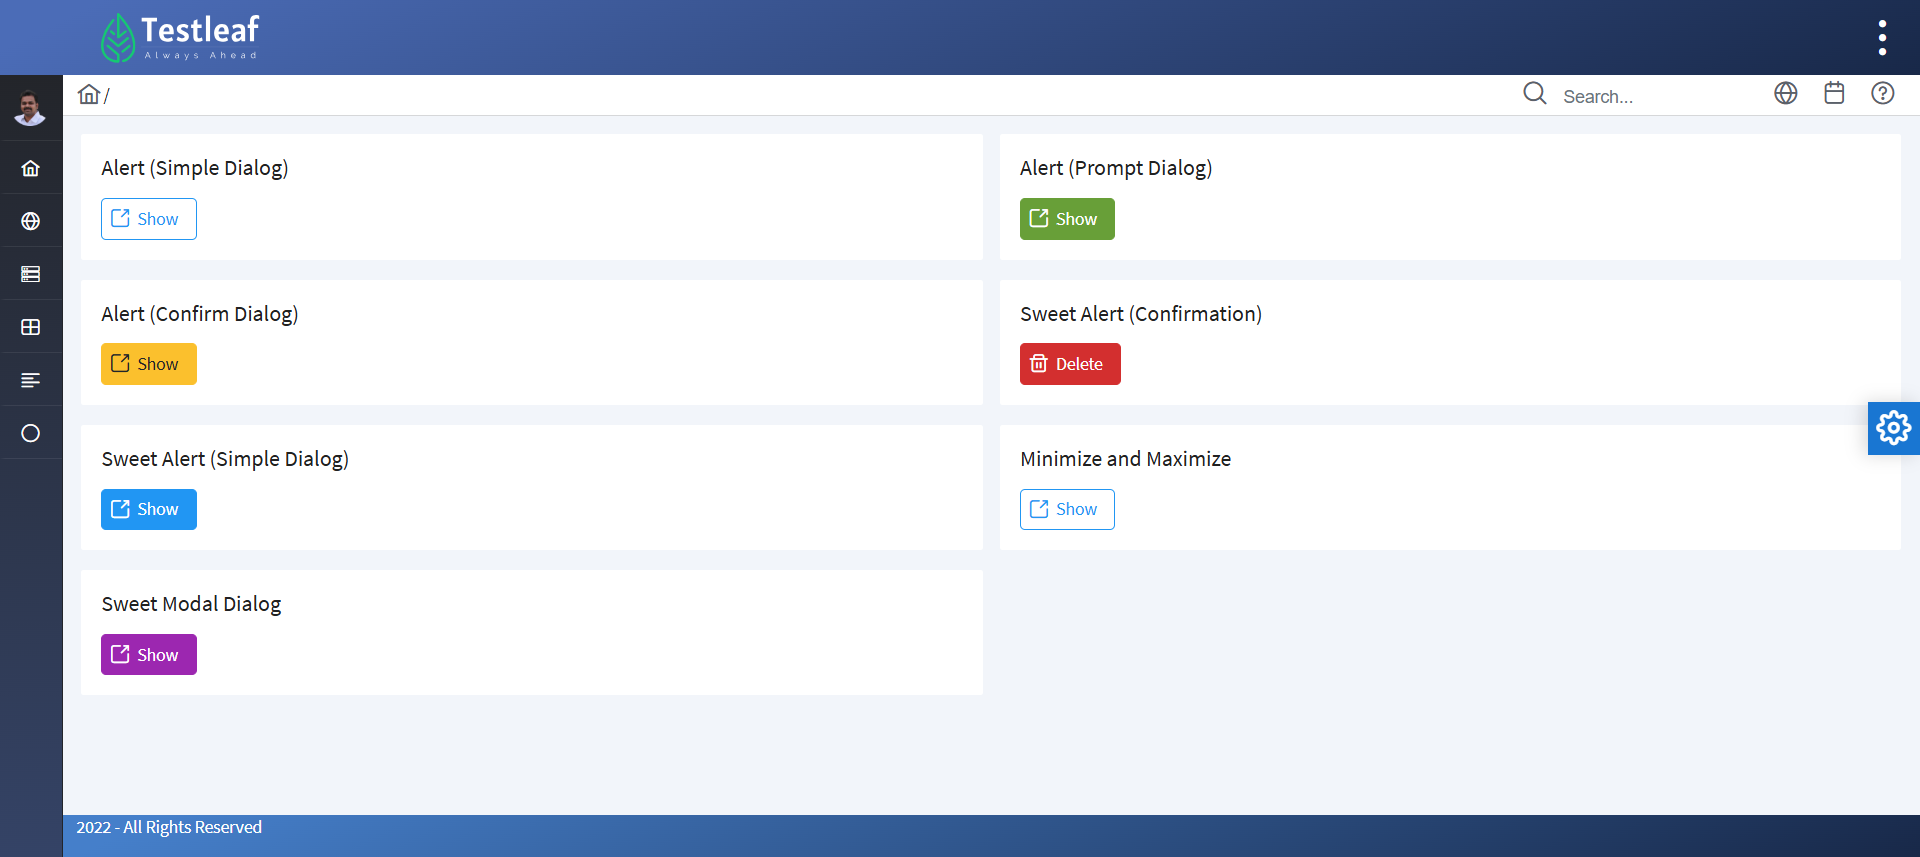 Testleaf
Always Ahead
/
Search...
Alert (Simple Dialog)
Show
Alert (Prompt Dialog)
Show
Alert (Confirm Dialog)
Show
Sweet Alert (Confirmation)
Delete
Sweet Alert (Simple Dialog)
Show
Minimize and Maximize
Show
Sweet Modal Dialog
Show
2022 - All Rights Reserved